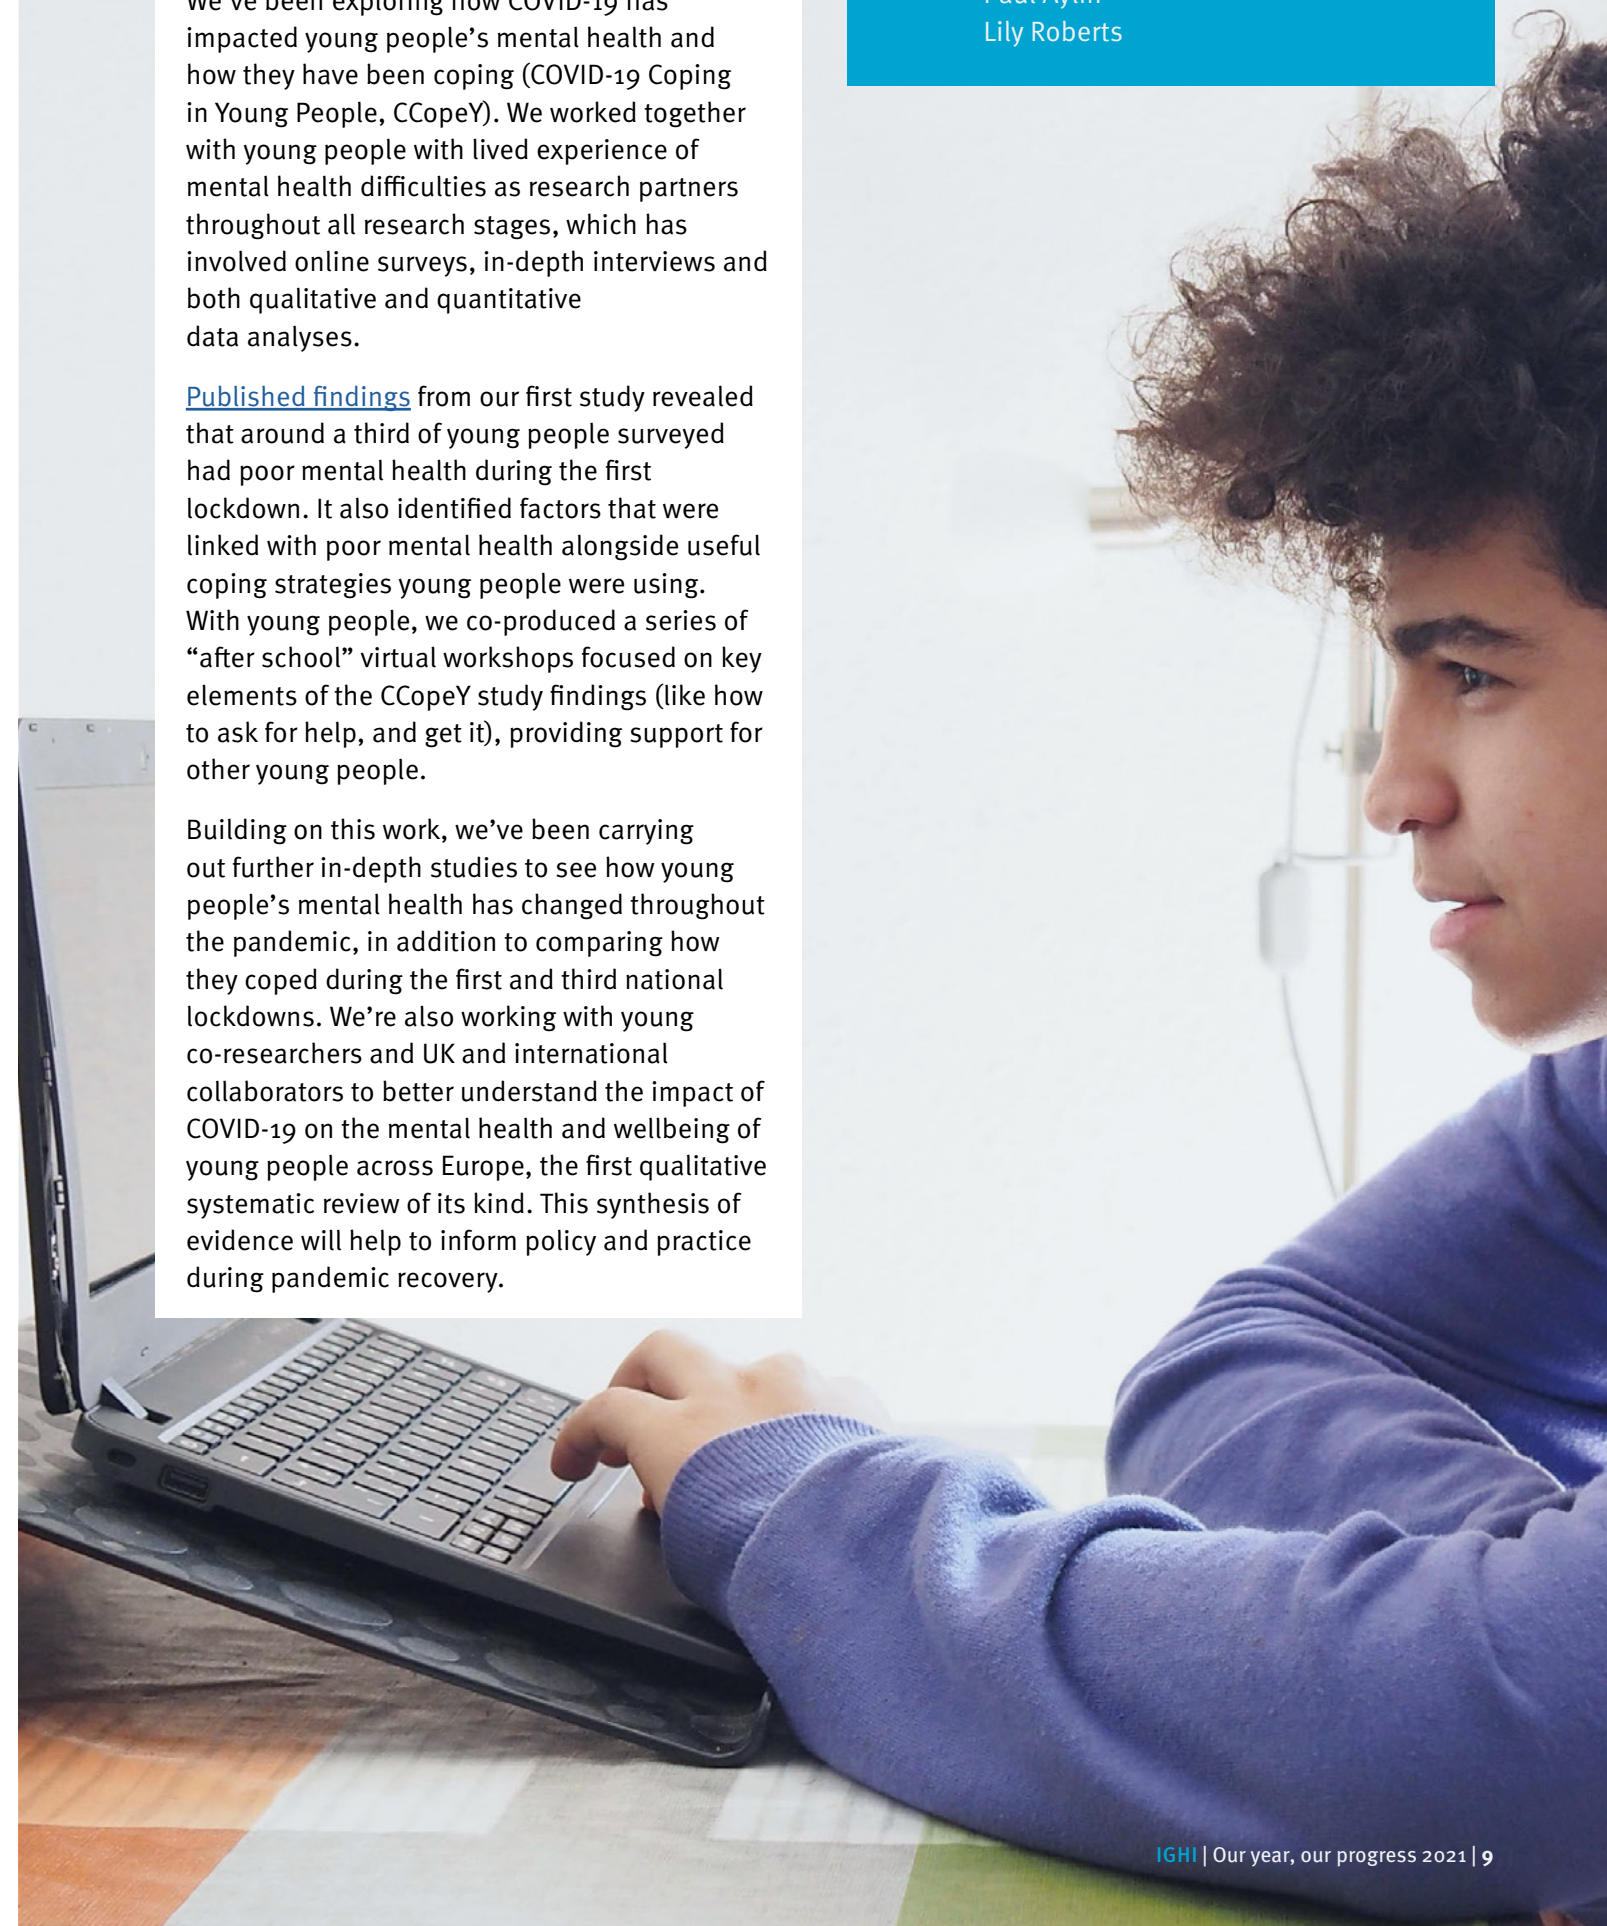 We've been exploring how COVID-19 has
impacted young people's mental health and
how they have been coping (COVID-19 Coping
in Young People, CCopeY). We worked together
with young people with lived experience of
mental health difficulties as research partners
throughout all research stages, which has
involved online surveys, in-depth interviews and
both qualitative and quantitative
data analyses.
Published findings from our first study revealed
that around a third of young people surveyed
had poor mental health during the first
lockdown. It also identified factors that were
linked with poor mental health alongside useful
coping strategies young people were using.
With young people, we co-produced a series of
“after school” virtual workshops focused on key
elements of the CCopeY study findings (like how
to ask for help, and get it), providing support for
other young people.
Building on this work, we’ve been carrying
out further in-depth studies to see how young
people’s mental health has changed throughout
the pandemic, in addition to comparing how
they coped during the first and third national
lockdowns. We’re also working with young
co-researchers and UK and international
collaborators to better understand the impact of
COVID-19 on the mental health and wellbeing of
young people across Europe, the first qualitative
systematic review of its kind. This synthesis of
evidence will help to inform policy and practice
during pandemic recovery.
Paul Aylin
Lily Roberts
IGHI | Our year, our progress 2021 | 9